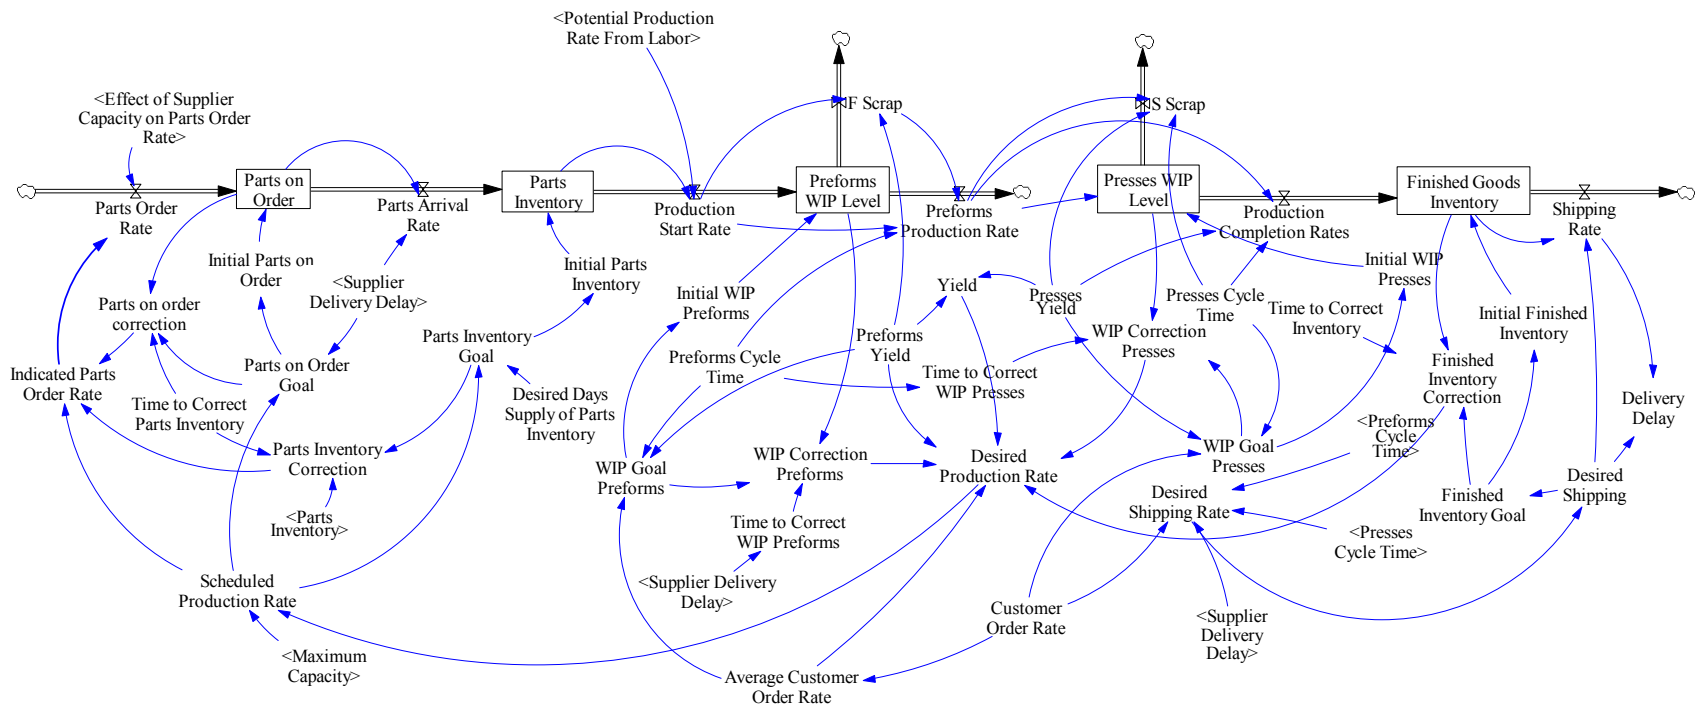 <Potential Production
Rate From Labor>
<Effect of Supplier
Capacity on Parts Order
Rate>
F Scrap
S Scrap
Parts on
Order
Parts
Inventory
Preforms
WIP Level
Presses WIP
Level
Finished Goods
Inventory
Parts Order
Rate
Parts Arrival
Rate
Production
Start Rate
Preforms
Production Rate
Production
Completion Rates
Shipping
Rate
Initial Parts on
Order
<Supplier
Delivery Delay>
Initial Parts
Inventory
Initial WIP
Preforms
Yield
Presses
Yield
Presses Cycle
Time
Initial WIP
Presses
Time to Correct
Inventory
Initial Finished
Inventory
Parts on order
correction
Parts Inventory
Goal
Preforms
Yield
WIP Correction
Presses
Indicated Parts
Order Rate
Parts on Order
Goal
Preforms Cycle
Time
Time to Correct
WIP Presses
Finished
Inventory
Correction
Delivery
Delay
Time to Correct
Parts Inventory
Desired Days
Supply of Parts
Inventory
<Preforms
Cycle
Time>
Parts Inventory
Correction
WIP Goal
Preforms
WIP Correction
Preforms
Desired
Production Rate
WIP Goal
Presses
Desired
Shipping Rate
Finished
Inventory Goal
Desired
Shipping
<Parts
Inventory>
Time to Correct
WIP Preforms
<Presses
Cycle Time>
Scheduled
Production Rate
<Supplier Delivery
Delay>
Customer
Order Rate
<Supplier
Delivery
Delay>
<Maximum
Capacity>
Average Customer
Order Rate